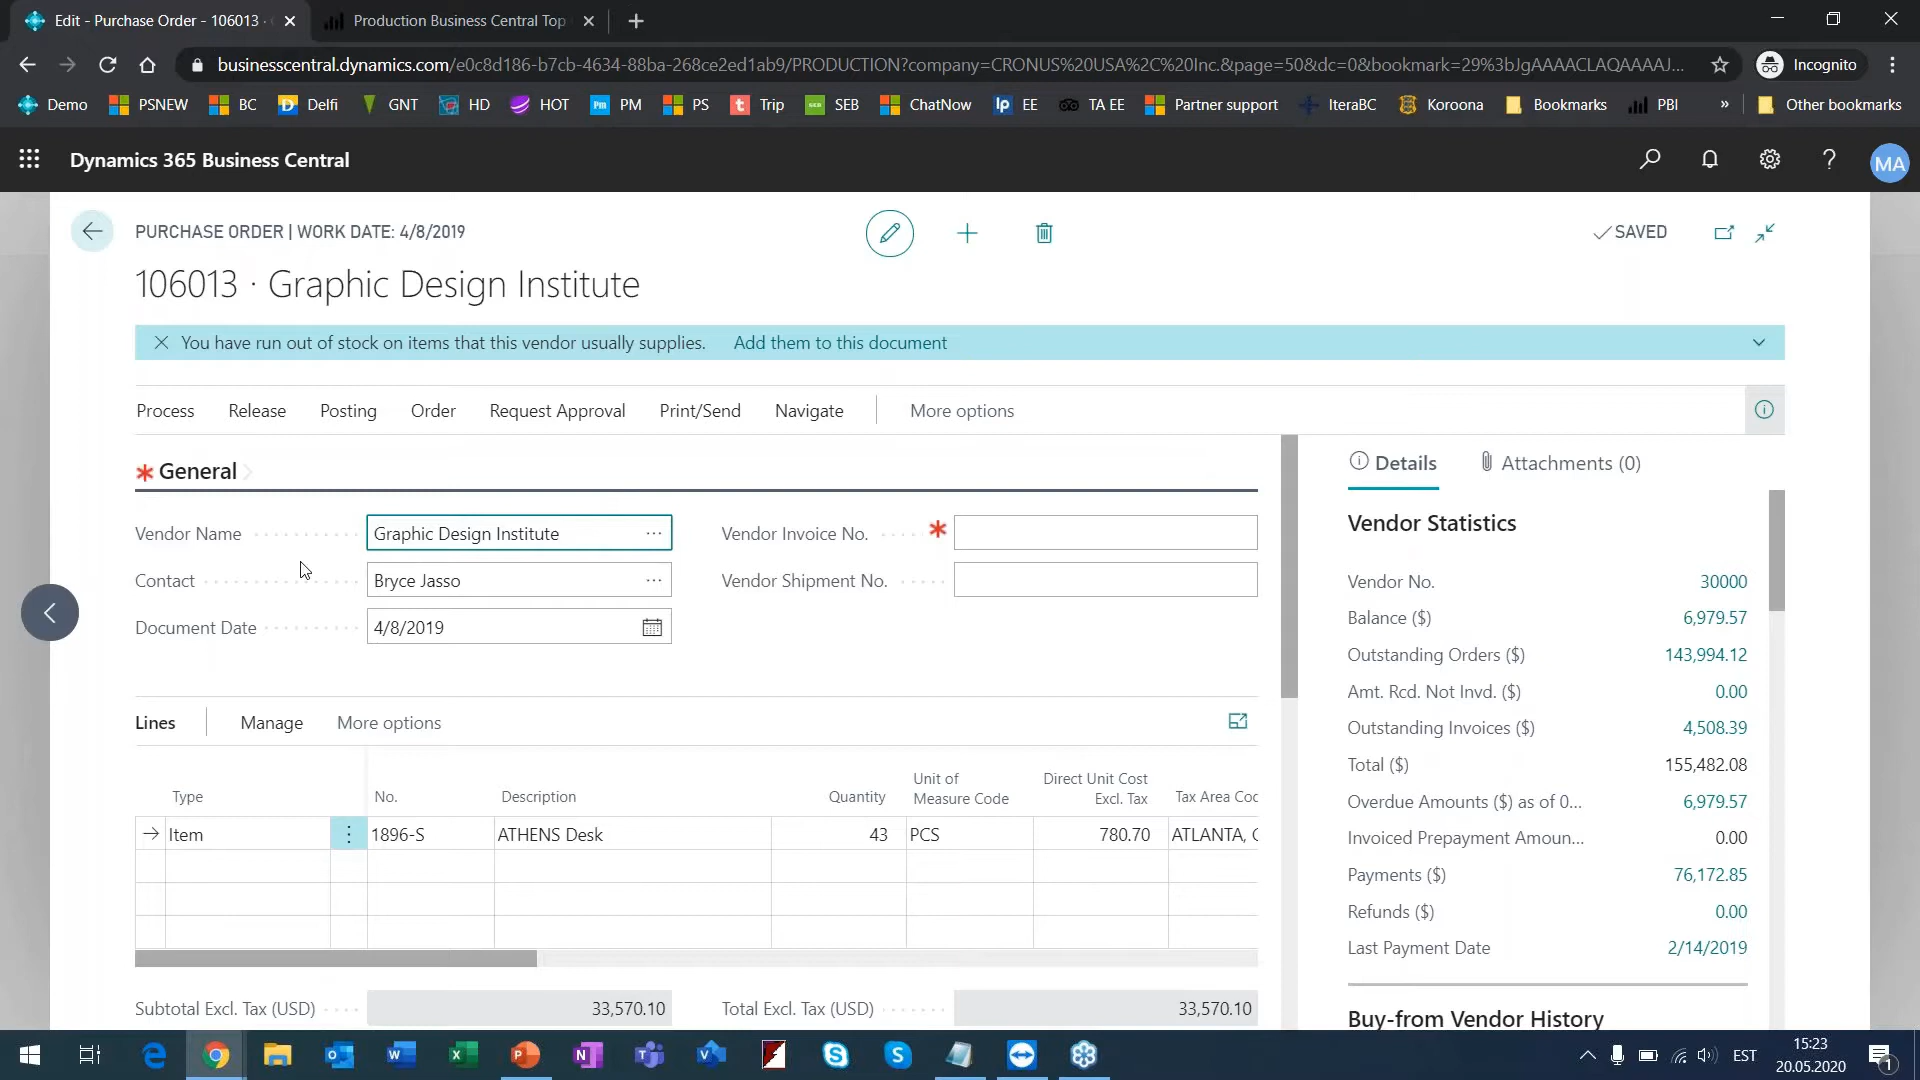 Edit - Purchase Order - 106013 ·
Production Business Central Top
businesscentral.dynamics.com/e0c8d186-b7cb-4634-88ba-268ce2ed1ab9/PRODUCTION?company=CRONUS%20USA%2C%20Inc.&page=50&dc=0&bookmark=29%3bJgAAAACLAQAAAAJ...
Incognito
Demo PSNEW BC Delfi GNT HD HOT PM PS Trip SEB ChatNow EE TA EE Partner support IteraBC Koroona Bookmarks PBI » Other bookmarks
Dynamics 365 Business Central
MA
PURCHASE ORDER | WORK DATE: 4/8/2019
SAVED
106013 · Graphic Design Institute
You have run out of stock on items that this vendor usually supplies. Add them to this document
Process Release Posting Order Request Approval Print/Send Navigate More options
General
Vendor Name Graphic Design Institute ···
Vendor Invoice No.
Contact Bryce Jasso ···
Vendor Shipment No.
Document Date 4/8/2019
Lines Manage More options
Type No. Description Quantity Unit of Measure Code Direct Unit Cost Excl. Tax Tax Area Coc
Item 1896-S ATHENS Desk 43 PCS 780.70 ATLANTA, G
Subtotal Excl. Tax (USD) 33,570.10
Total Excl. Tax (USD) 33,570.10
Details Attachments (0)
Vendor Statistics
Vendor No. 30000
Balance ($) 6,979.57
Outstanding Orders ($) 143,994.12
Amt. Rcd. Not Invd. ($) 0.00
Outstanding Invoices ($) 4,508.39
Total ($) 155,482.08
Overdue Amounts ($) as of 0... 6,979.57
Invoiced Prepayment Amoun... 0.00
Payments ($) 76,172.85
Refunds ($) 0.00
Last Payment Date 2/14/2019
Buy-from Vendor History
EST
15:23
20.05.2020
1